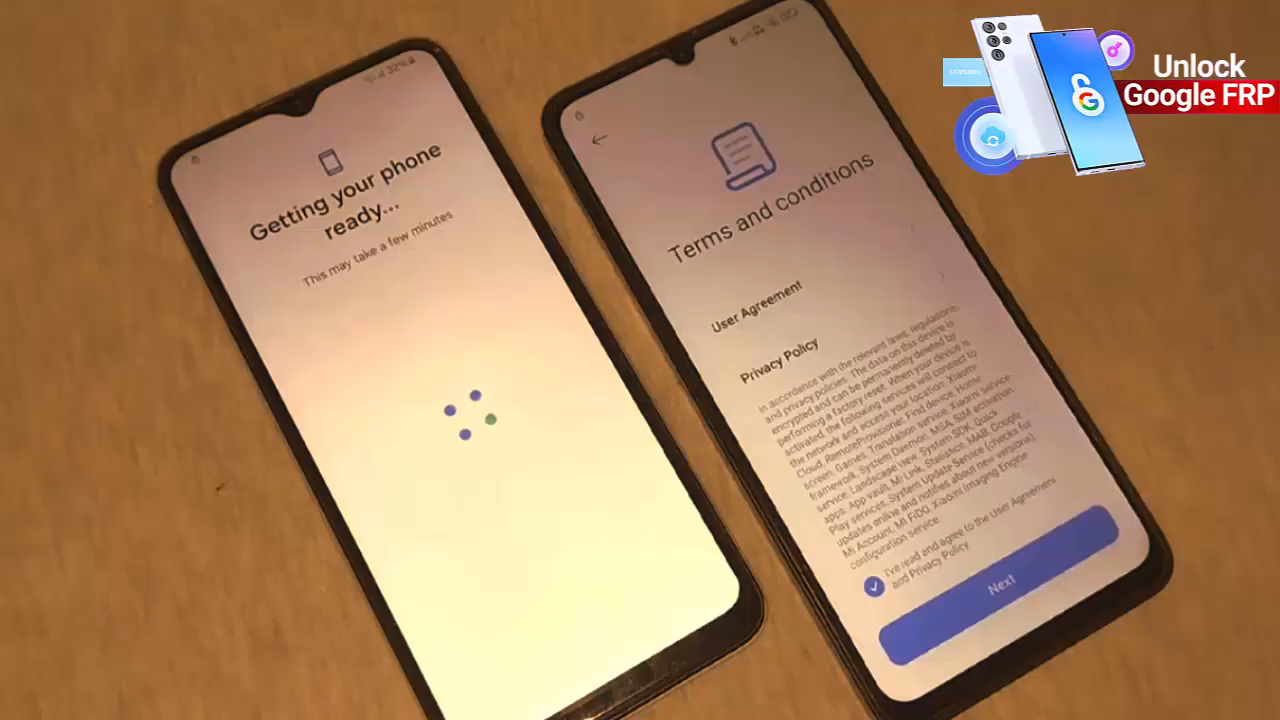 32%
Getting your phone
ready...
This may take a few minutes
Terms and conditions
User Agreement
Privacy Policy
In accordance with the relevant laws, regulations,
and privacy policies. The data on this device is
encrypted and can be permanently deleted by
performing a factory reset. When your device is
activated, the following services will connect to
the network and access your location: Xiaomi
Cloud, RemoteProvisioner, Find device, Home
screen, Games, Translation service, Xiaomi service
framework, System Daemon, MSA, SIM activation
service, Landscape view, System SDK, Quick
apps, App vault, Mi Link, Statistics, MAB, Google
Play services, System Update Service (checks for
updates online and notifies about new versions)
Mi Account, Mi FIDO, Xiaomi Imaging Engine
configuration service.
I've read and agree to the User Agreement
and Privacy Policy
Next
SAMSUNG
Unlock
Google FRP